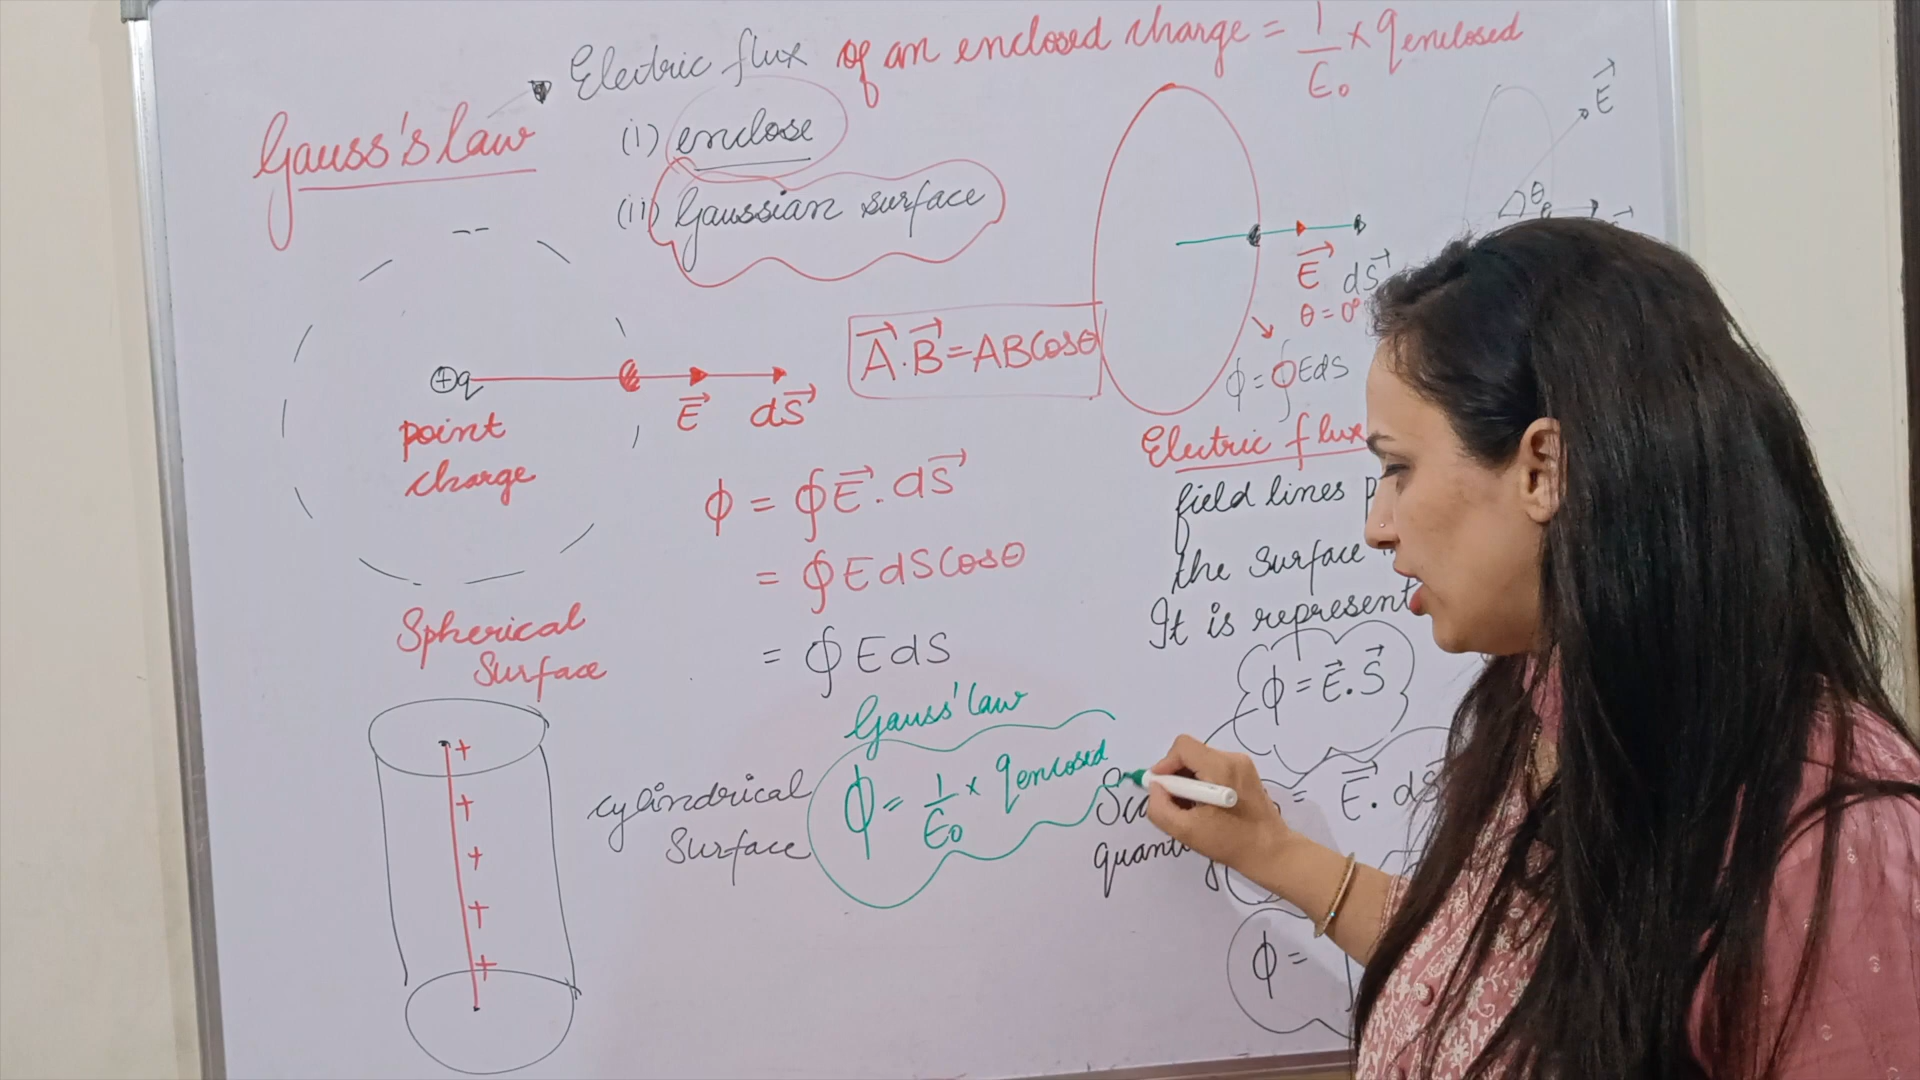 Electric flux of an enclosed charge = 1/ε₀ × q enclosed
Gauss's law
(i) enclose
(ii) Gaussian surface
⊕q
point
charge
E⃗ dS⃗
Spherical
Surface
A⃗.B⃗ = ABCosθ
ϕ = ∮E⃗.dS⃗
= ∮EdSCosθ
= ∮EdS
Gauss' law
ϕ = 1/ε₀ × q enclosed
cylindrical
Surface
+
+
+
+
+
E⃗
θ
E⃗ dS⃗
θ = 0°
ϕ = ∮EdS
Electric flux
field lines
the surface
It is represent
ϕ = E⃗.S⃗
= E⃗.dS⃗
ϕ =